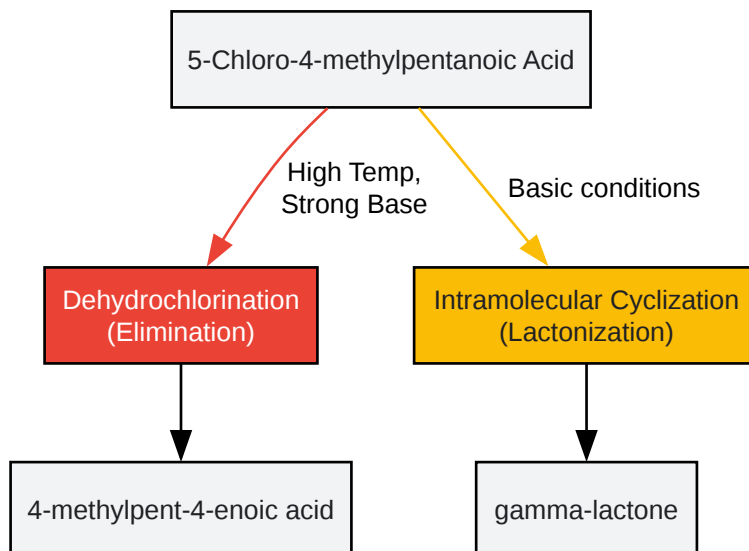 5-Chloro-4-methylpentanoic Acid
High Temp,
Strong Base
Basic conditions
Dehydrochlorination
(Elimination)
Intramolecular Cyclization
(Lactonization)
4-methylpent-4-enoic acid
gamma-lactone